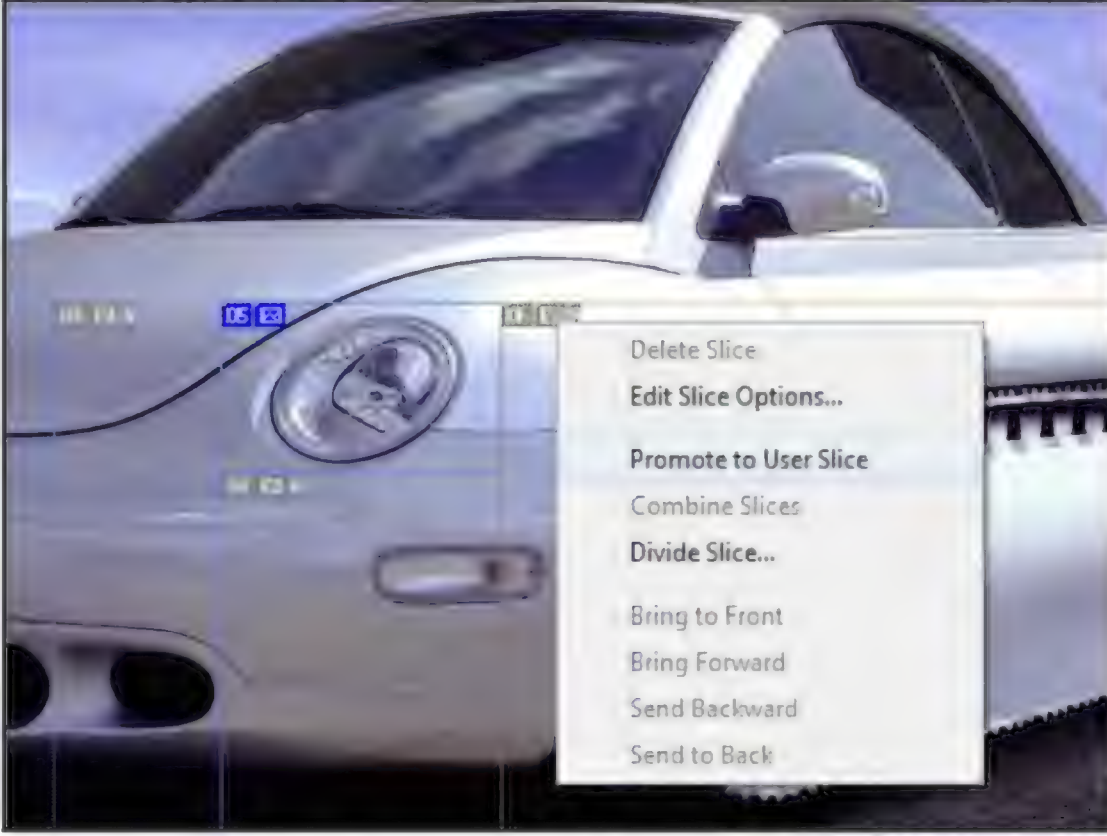 05
Delete Slice
Edit Slice Options...
Promote to User Slice
Combine Slices
Divide Slice...
Bring to Front
Bring Forward
Send Backward
Send to Back